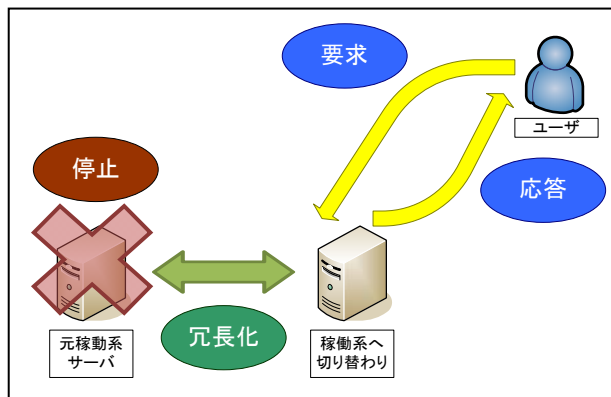 要求
ユーザ
停止
応答
冗長化
元稼動系
サーバ
稼働系へ
切り替わり